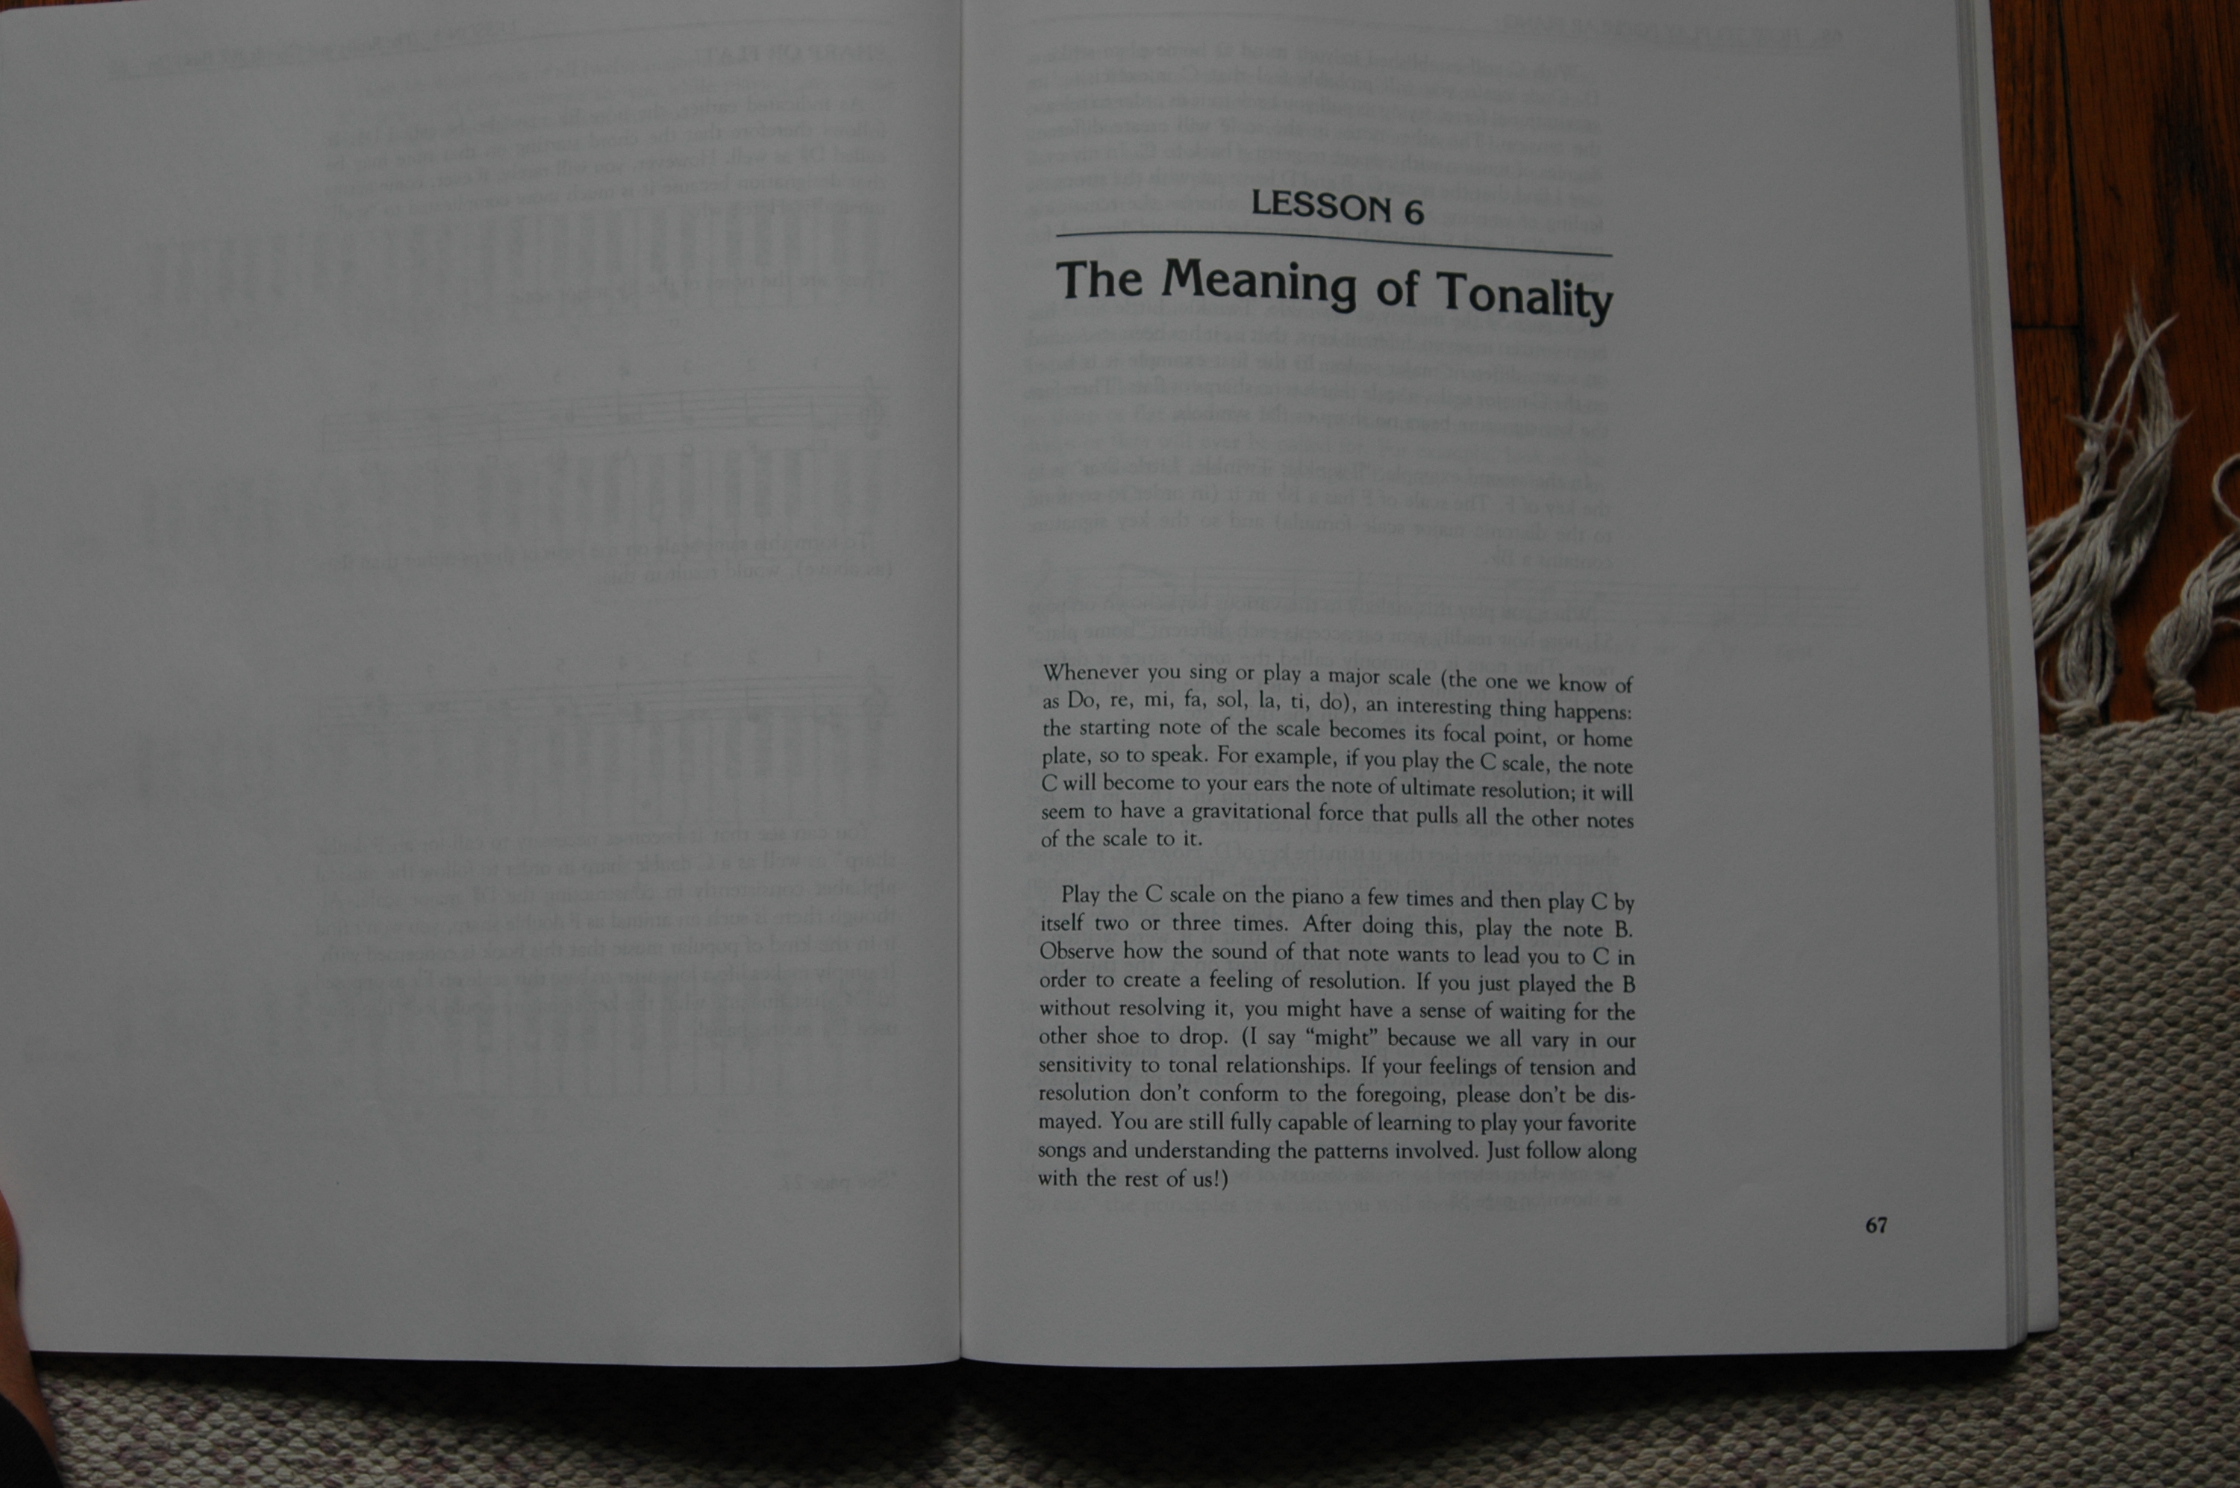 LESSON 6
The Meaning of Tonality
Whenever you sing or play a major scale (the one we know of
as Do, re, mi, fa, sol, la, ti, do), an interesting thing happens:
the starting note of the scale becomes its focal point, or home
plate, so to speak. For example, if you play the C scale, the note
C will become to your ears the note of ultimate resolution; it will
seem to have a gravitational force that pulls all the other notes
of the scale to it.
Play the C scale on the piano a few times and then play C by
itself two or three times. After doing this, play the note B.
Observe how the sound of that note wants to lead you to C in
order to create a feeling of resolution. If you just played the B
without resolving it, you might have a sense of waiting for the
other shoe to drop. (I say “might” because we all vary in our
sensitivity to tonal relationships. If your feelings of tension and
resolution don't conform to the foregoing, please don't be dis-
mayed. You are still fully capable of learning to play your favorite
songs and understanding the patterns involved. Just follow along
with the rest of us!)
67